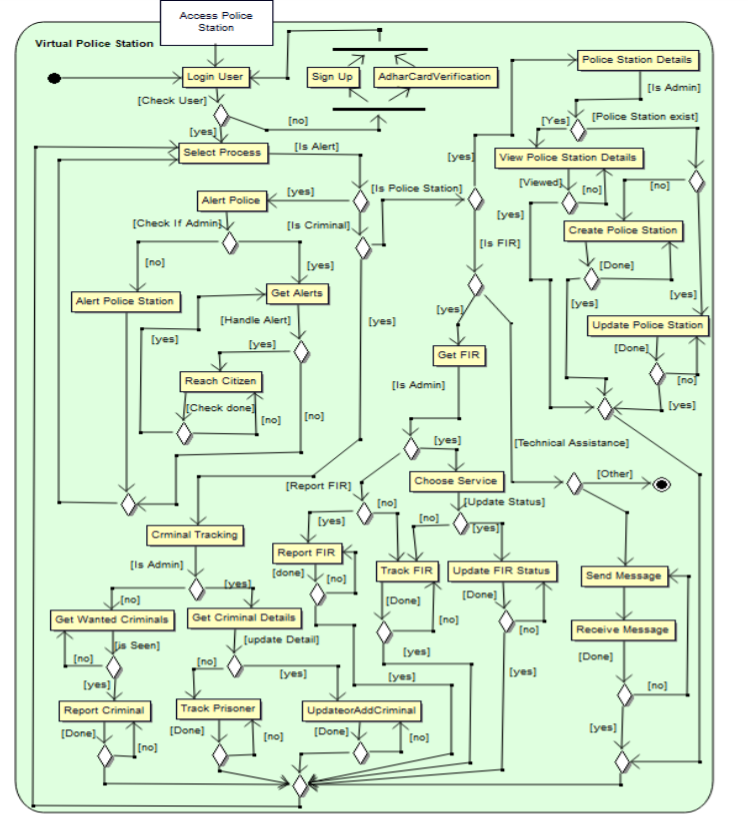 Access Police
Station
Virtual Police Station
Police Station Details
Login User
Sign Up
AdharCardVerification
[Is Admin]
[Check User]
[no]
[Yes]
[Police Station exist]
[yes]
Select Process
[Is Alert]
[yes]
View Police Station Details
[Viewed]
[no]
[no]
Alert Police
[yes]
[Is Police Station]
[Check If Admin]
[Is Criminal]
[yes]
Create Police Station
[Is FIR]
[no]
[yes]
[Done]
Alert Police Station
Get Alerts
[yes]
[yes]
[Handle Alert]
[yes]
[yes]
[yes]
Update Police Station
[yes]
[yes]
Get FIR
[Done]
Reach Citizen
[Is Admin]
[no]
[Check done]
[no]
[no]
[yes]
[yes]
[Technical Assistance]
[Report FIR]
Choose Service
[Other]
[no]
[Update Status]
[yes]
[no]
[yes]
Crminal Tracking
Report FIR
[Is Admin]
[done]
[no]
Track FIR
Update FIR Status
Send Message
[yes]
[no]
[Done]
[no]
[Done]
[no]
Get Wanted Criminals
Get Criminal Details
Receive Message
[is Seen]
[update Detail]
[Done]
[no]
[no]
[yes]
[yes]
[yes]
[yes]
[yes]
[no]
Report Criminal
Track Prisoner
UpdateorAddCriminal
[Done]
[no]
[Done]
[no]
[Done]
[no]
[yes]